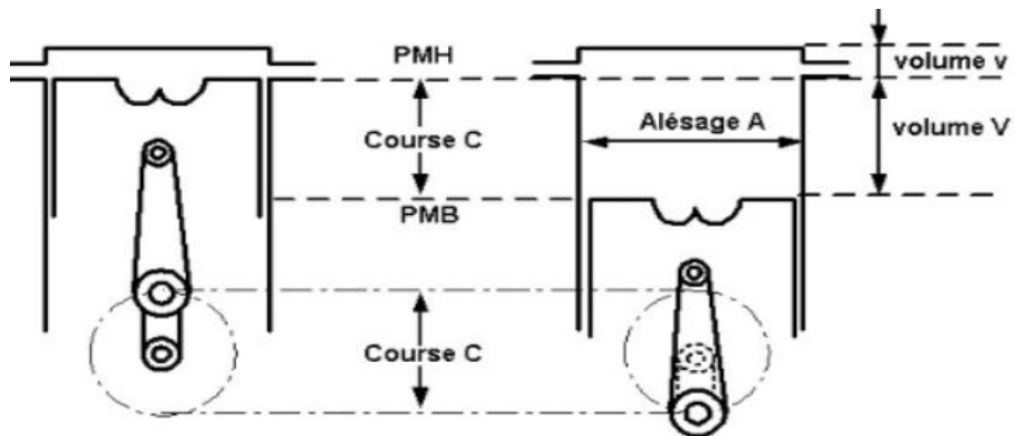 PMH
volume v
Course C
Alésage A
volume V
PMB
Course C